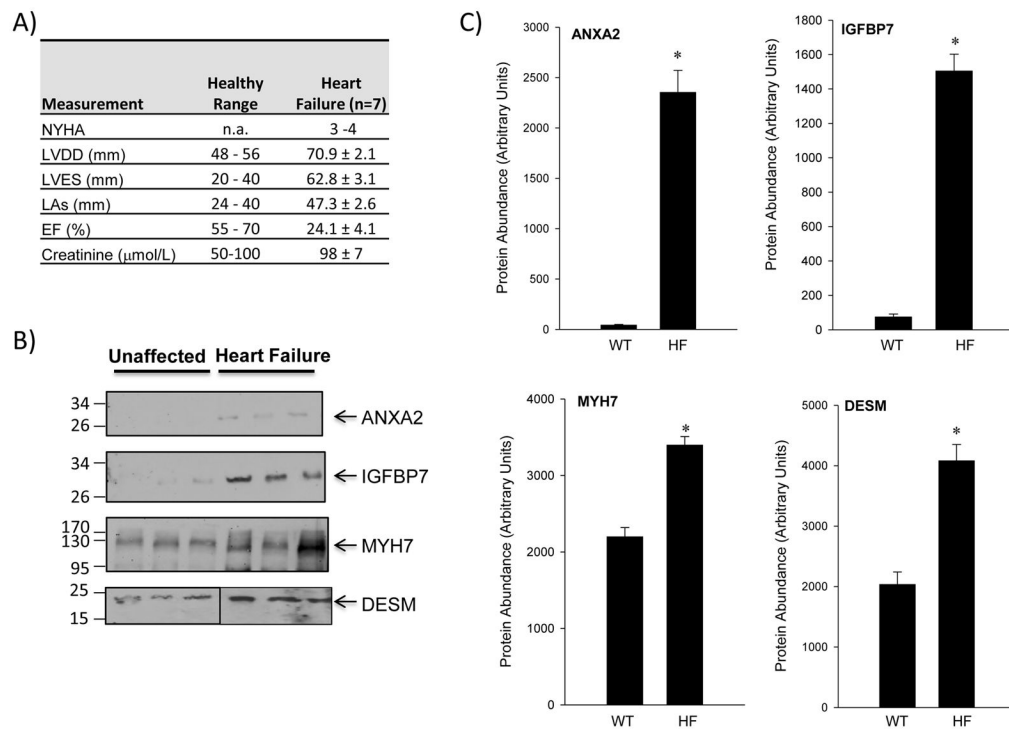 A)
Measurement Healthy Range Heart Failure (n=7)
NYHA n.a. 3 -4
LVDD (mm) 48 - 56 70.9 ± 2.1
LVES (mm) 20 - 40 62.8 ± 3.1
LAs (mm) 24 - 40 47.3 ± 2.6
EF (%) 55 - 70 24.1 ± 4.1
Creatinine (μmol/L) 50-100 98 ± 7
B)
Unaffected Heart Failure
34
26
ANXA2
34
26
IGFBP7
170
130
95
MYH7
25
15
DESM
C)
ANXA2
*
Protein Abundance (Arbitrary Units)
3000
2500
2000
1500
1000
500
0
WT HF
IGFBP7
*
Protein Abundance (Arbitrary Units)
1800
1600
1400
1200
1000
800
600
400
200
0
WT HF
MYH7
*
Protein Abundance (Arbitrary Units)
4000
3000
2000
1000
0
WT HF
DESM
*
Protein Abundance (Arbitrary Units)
5000
4000
3000
2000
1000
0
WT HF